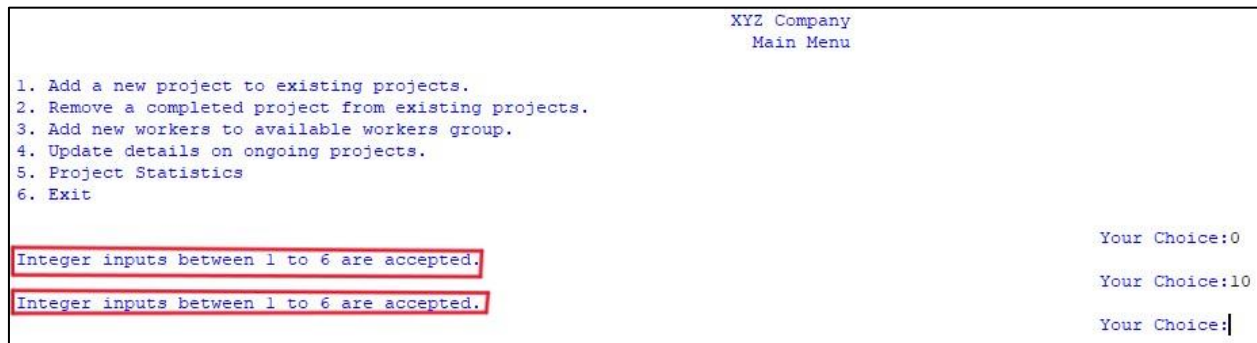 XYZ Company
Main Menu
1. Add a new project to existing projects.
2. Remove a completed project from existing projects.
3. Add new workers to available workers group.
4. Update details on ongoing projects.
5. Project Statistics
6. Exit
Your Choice:0
Integer inputs between 1 to 6 are accepted.
Your Choice:10
Integer inputs between 1 to 6 are accepted.
Your Choice: